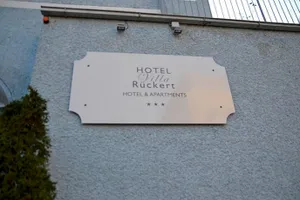 HOTEL
Villa
Rückert
HOTEL & APARTMENTS
★★★